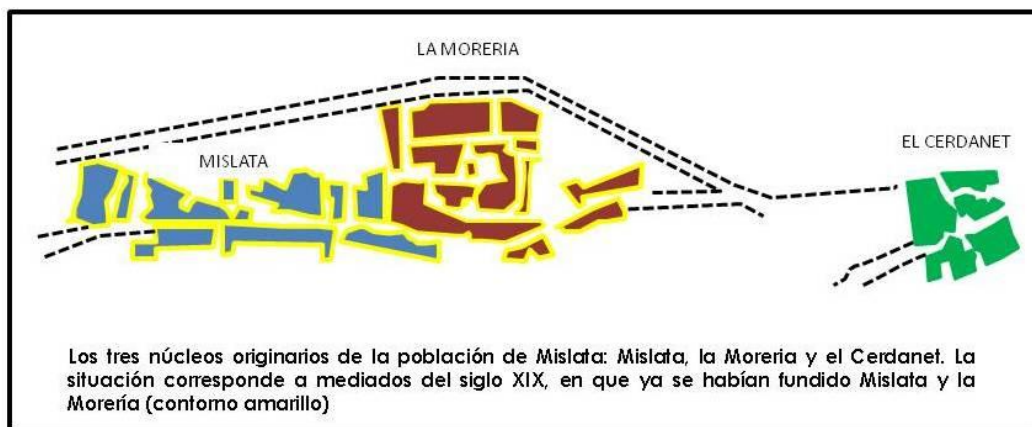 LA MORERIA
EL CERDANET
MISLATA
Los tres núcleos originarios de la población de Mislata: Mislata, la Moreria y el Cerdanet. La
situación corresponde a mediados del siglo XIX, en que ya se habían fundido Mislata y la
Morería (contorno amarillo)